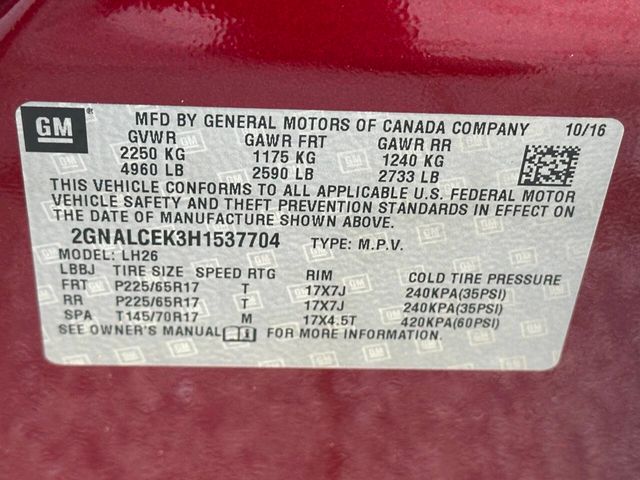 GM
MFD BY GENERAL MOTORS OF CANADA COMPANY 10/16
GVWR GAWR FRT GAWR RR
2250 KG 1175 KG 1240 KG
4960 LB 2590 LB 2733 LB
THIS VEHICLE CONFORMS TO ALL APPLICABLE U.S. FEDERAL MOTOR
VEHICLE SAFETY AND THEFT PREVENTION STANDARDS IN EFFECT ON
THE DATE OF MANUFACTURE SHOWN ABOVE.
2GNALCEK3H1537704 TYPE: M.P.V.
MODEL: LH26
LBBJ TIRE SIZE SPEED RTG RIM COLD TIRE PRESSURE
FRT P225/65R17 T 17X7J 240KPA(35PSI)
RR P225/65R17 T 17X7J 240KPA(35PSI)
SPA T145/70R17 M 17X4.5T 420KPA(60PSI)
SEE OWNER'S MANUAL FOR MORE INFORMATION.